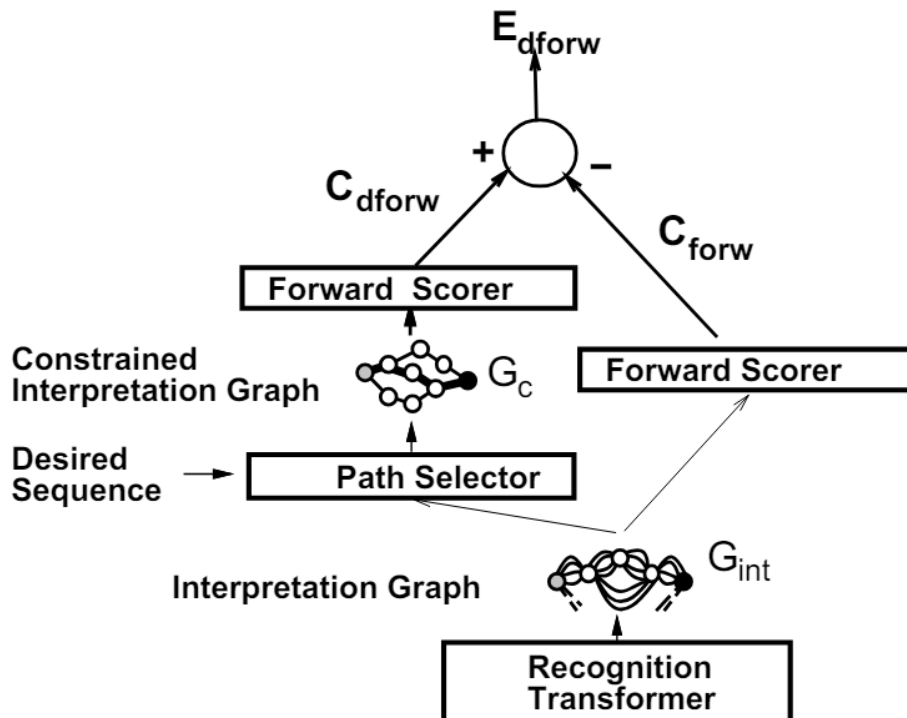 E_dforw
+
−
C_dforw
C_forw
Forward Scorer
Constrained
Interpretation Graph
G_c
Forward Scorer
Desired
Sequence
Path Selector
Interpretation Graph
G_int
Recognition
Transformer